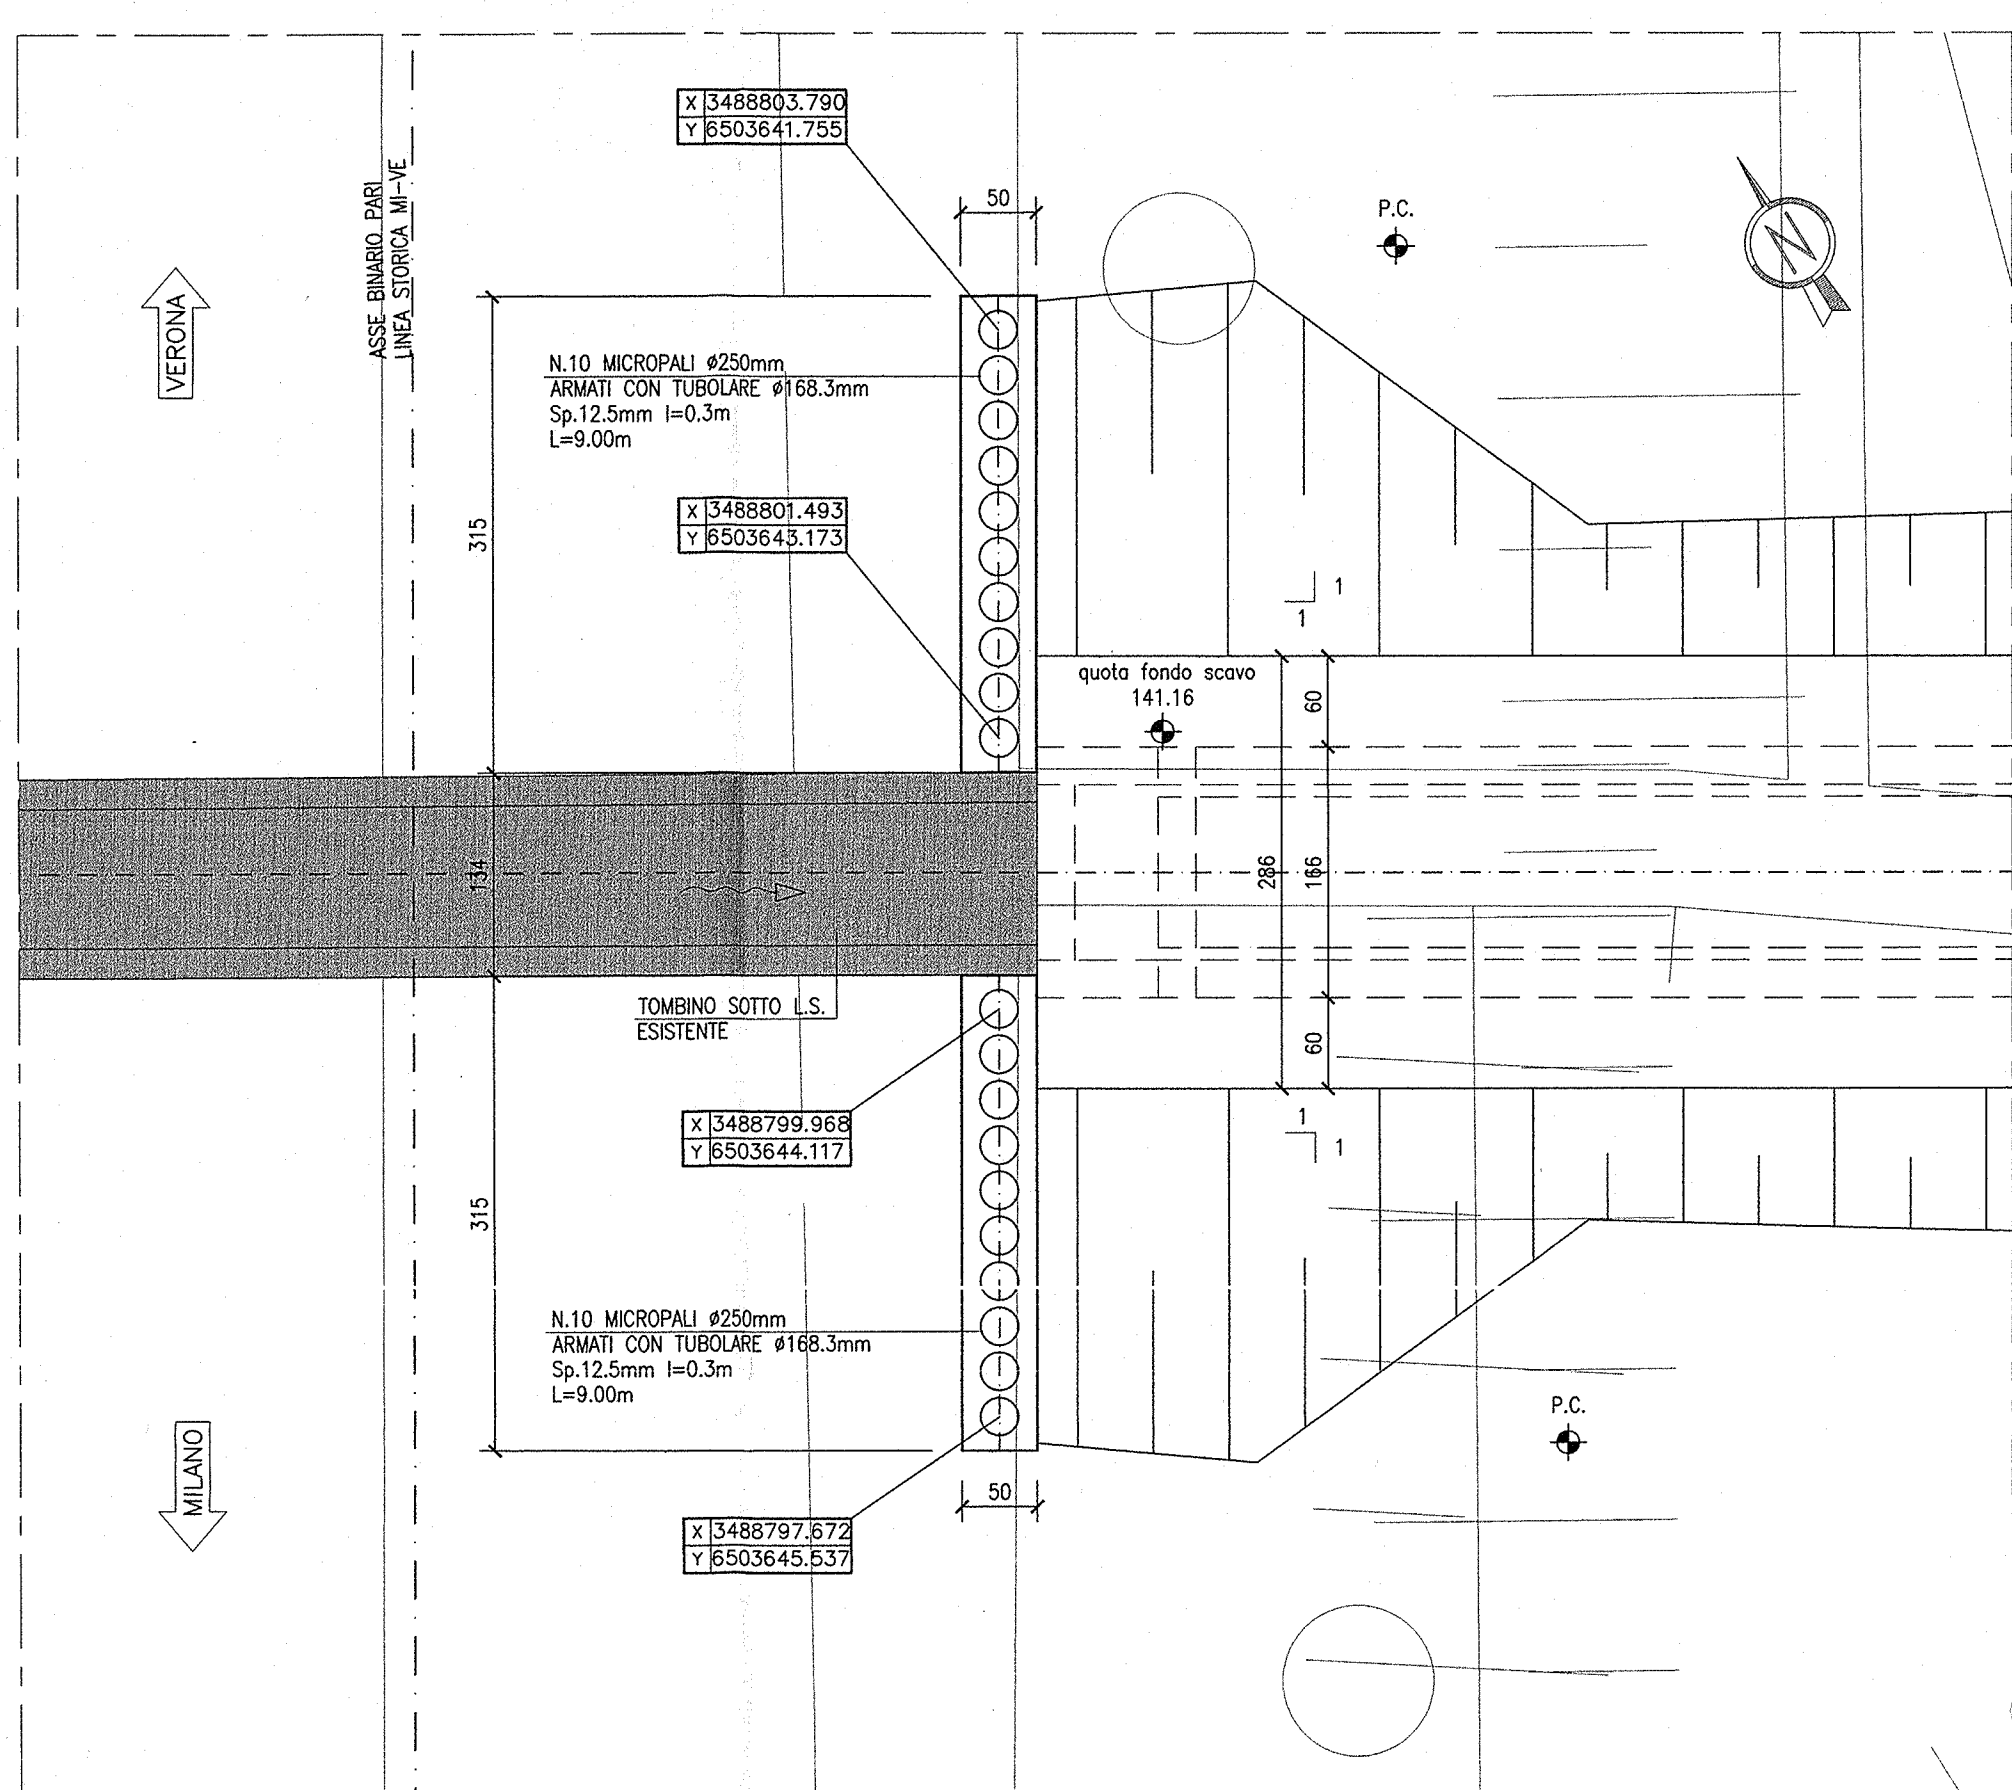 X 3488803.790
Y 6503641.755
ASSE BINARIO PARI
LINEA STORICA MI-VE
50
P.C.
N
VERONA
N.10 MICROPALI ø250mm
ARMATI CON TUBOLARE ø168.3mm
Sp.12.5mm I=0.3m
L=9.00m
315
X 3488801.493
Y 6503643.173
1
1
quota fondo scavo
141.16
60
134
286
166
TOMBINO SOTTO L.S.
ESISTENTE
60
X 3488799.968
Y 6503644.117
1
1
315
N.10 MICROPALI ø250mm
ARMATI CON TUBOLARE ø168.3mm
Sp.12.5mm I=0.3m
L=9.00m
P.C.
MILANO
50
X 3488797.672
Y 6503645.537